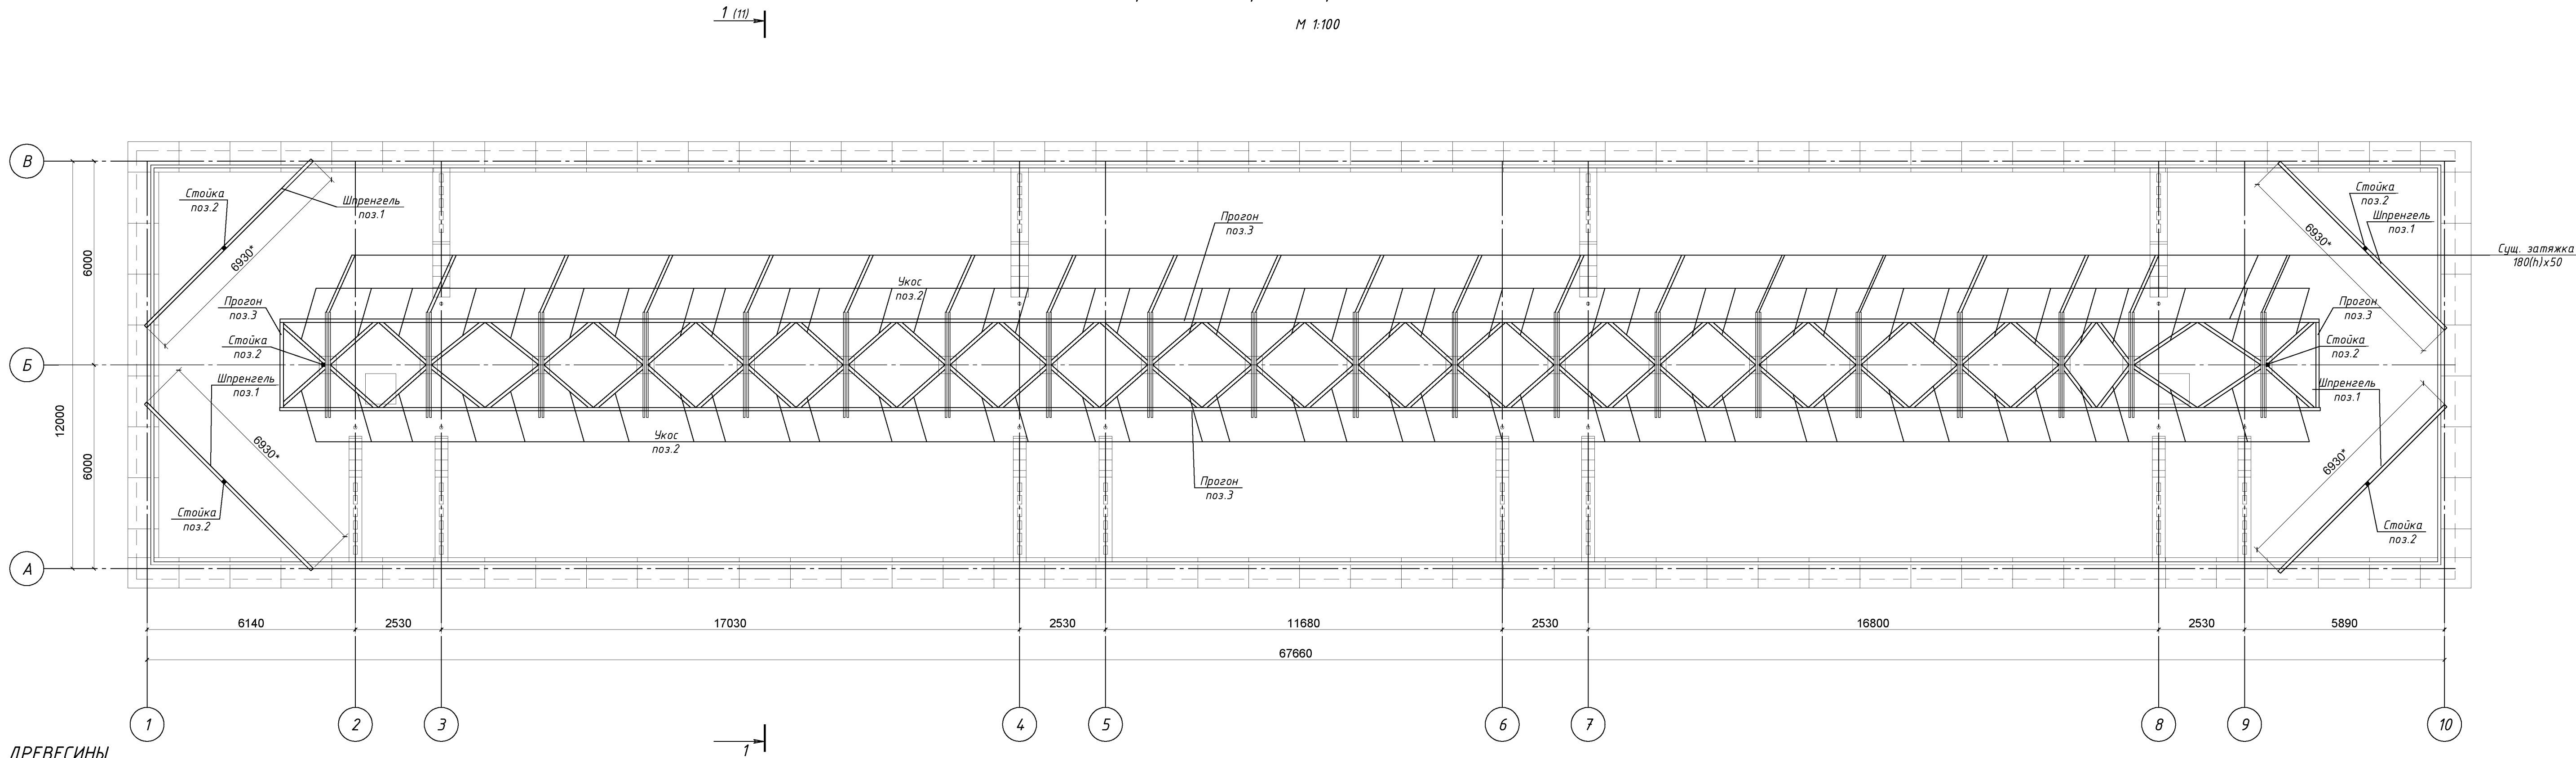 1 (11)
М 1:100
В
Стойка
поз.2
Шпренгель
поз.1
6930*
Прогон
поз.3
Стойка
поз.2
Шпренгель
поз.1
6930*
Сущ. затяжка
180(h)x50
6000
Укос
поз.2
Прогон
поз.3
Прогон
поз.3
Б
Стойка
поз.2
Стойка
поз.2
Шпренгель
поз.1
6930*
Шпренгель
поз.1
6930*
12000
6000
Укос
поз.2
Прогон
поз.3
Стойка
поз.2
Стойка
поз.2
А
6140 2530 17030 2530 11680 2530 16800 2530 5890
67660
1 2 3 4 5 6 7 8 9 10
1
ДРЕВЕСИНЫ